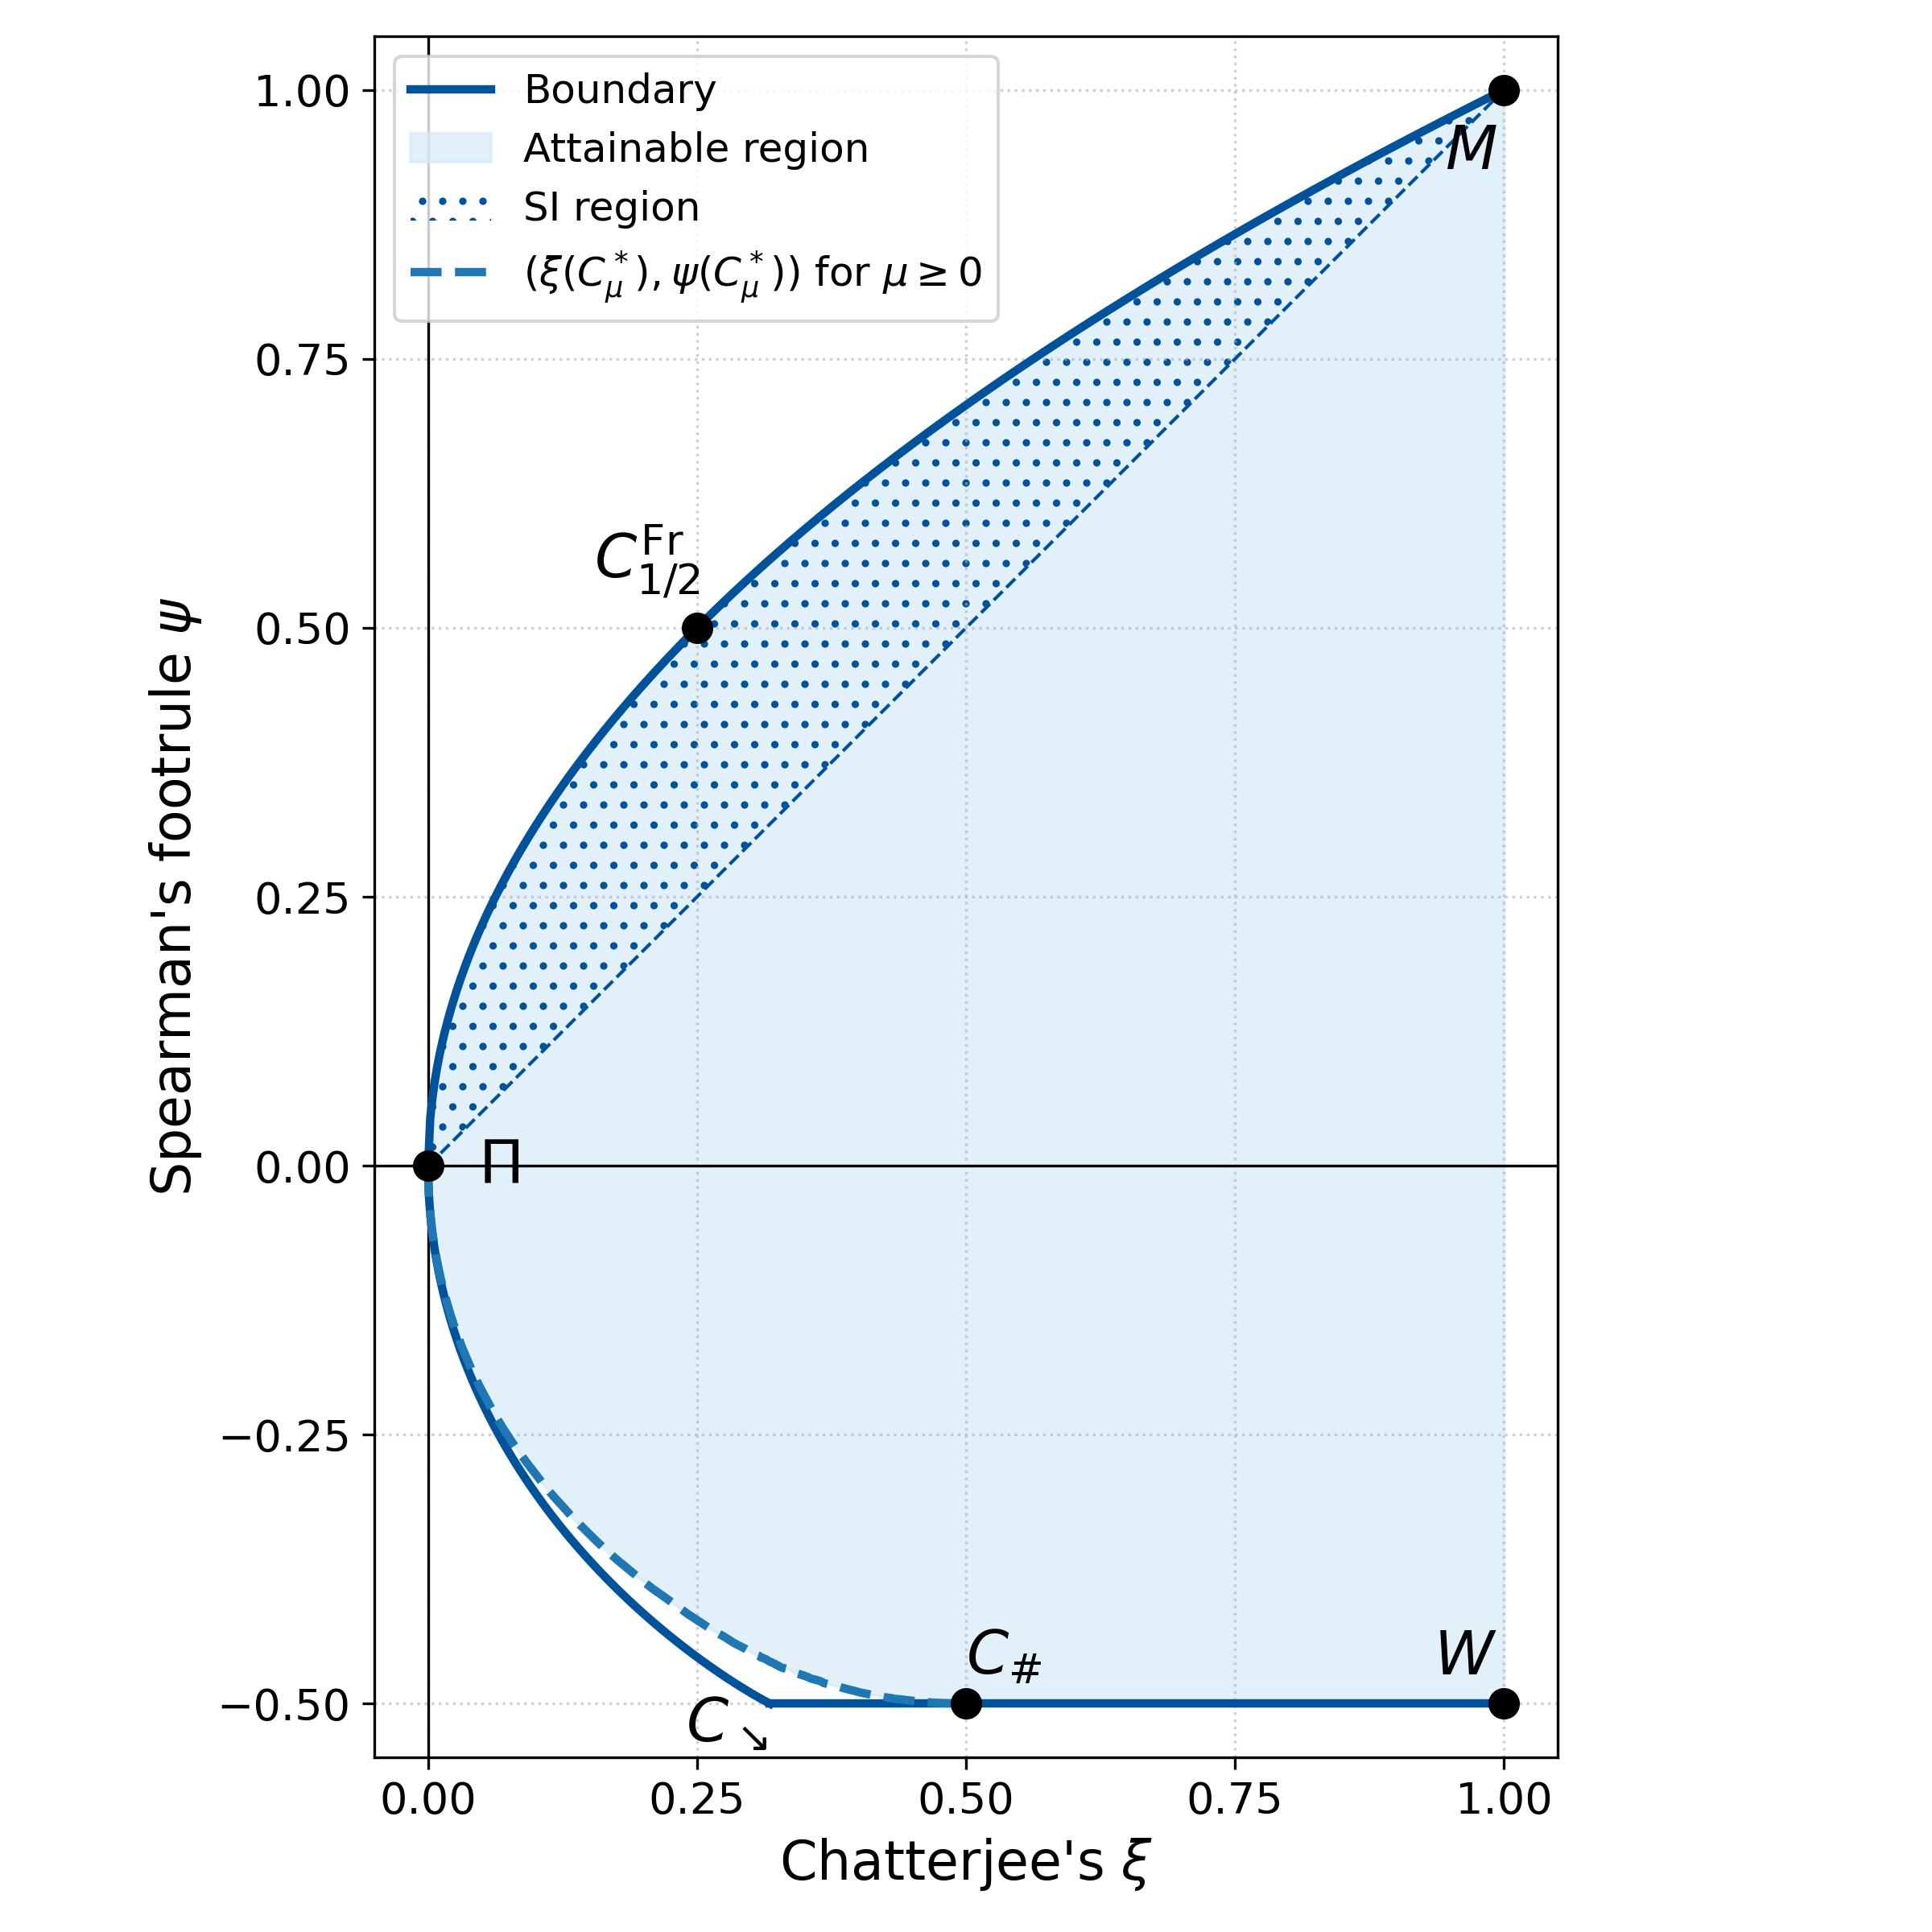 Boundary
Attainable region
SI region
(ξ(C*μ), ψ(C*μ)) for μ ≥ 0
1.00
0.75
0.50
0.25
0.00
−0.25
−0.50
Spearman's footrule ψ
M
C^Fr_1/2
Π
C_#
W
C_↘
0.00
0.25
0.50
0.75
1.00
Chatterjee's ξ